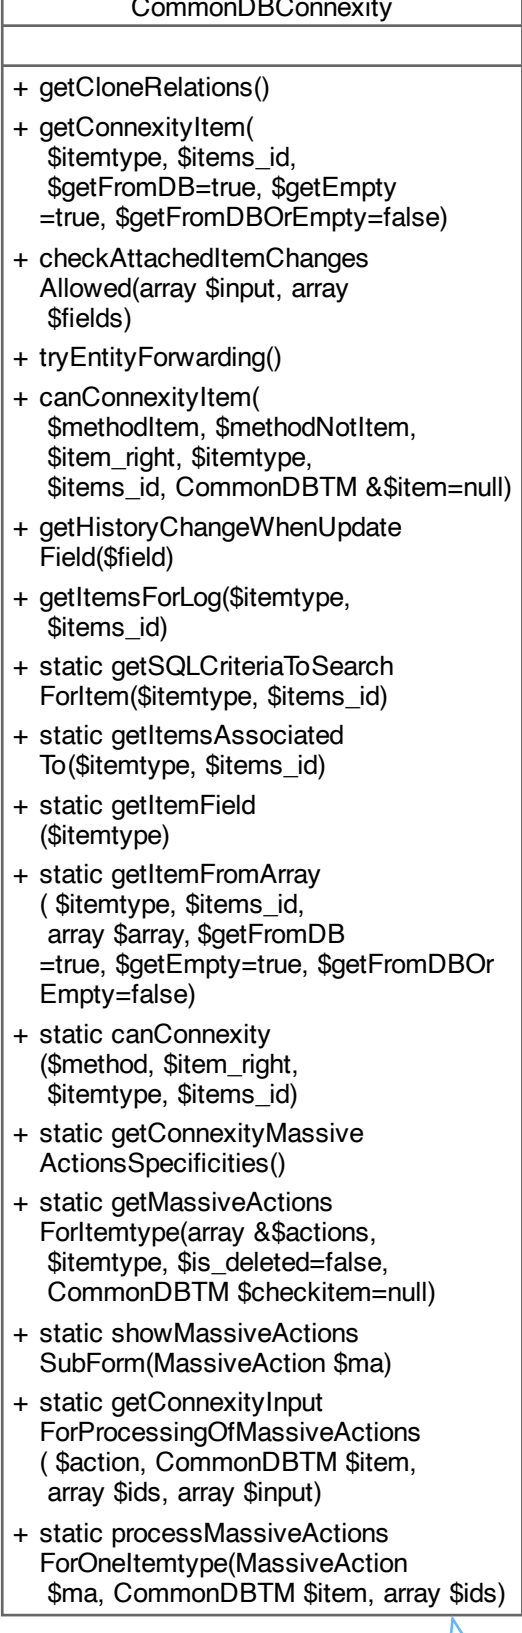 CommonDBConnexity
+ getCloneRelations()
+ getConnexityItem(
$itemtype, $items_id,
$getFromDB=true, $getEmpty
=true, $getFromDBOrEmpty=false)
+ checkAttachedItemChanges
Allowed(array $input, array
$fields)
+ tryEntityForwarding()
+ canConnexityItem(
$methodItem, $methodNotItem,
$item_right, $itemtype,
$items_id, CommonDBTM &$item=null)
+ getHistoryChangeWhenUpdate
Field($field)
+ getItemsForLog($itemtype,
$items_id)
+ static getSQLCriteriaToSearch
ForItem($itemtype, $items_id)
+ static getItemsAssociated
To($itemtype, $items_id)
+ static getItemField
($itemtype)
+ static getItemFromArray
( $itemtype, $items_id,
array $array, $getFromDB
=true, $getEmpty=true, $getFromDBOr
Empty=false)
+ static canConnexity
($method, $item_right,
$itemtype, $items_id)
+ static getConnexityMassive
ActionsSpecificities()
+ static getMassiveActions
ForItemtype(array &$actions,
$itemtype, $is_deleted=false,
CommonDBTM $checkitem=null)
+ static showMassiveActions
SubForm(MassiveAction $ma)
+ static getConnexityInput
ForProcessingOfMassiveActions
( $action, CommonDBTM $item,
array $ids, array $input)
+ static processMassiveActions
ForOneItemtype(MassiveAction
$ma, CommonDBTM $item, array $ids)